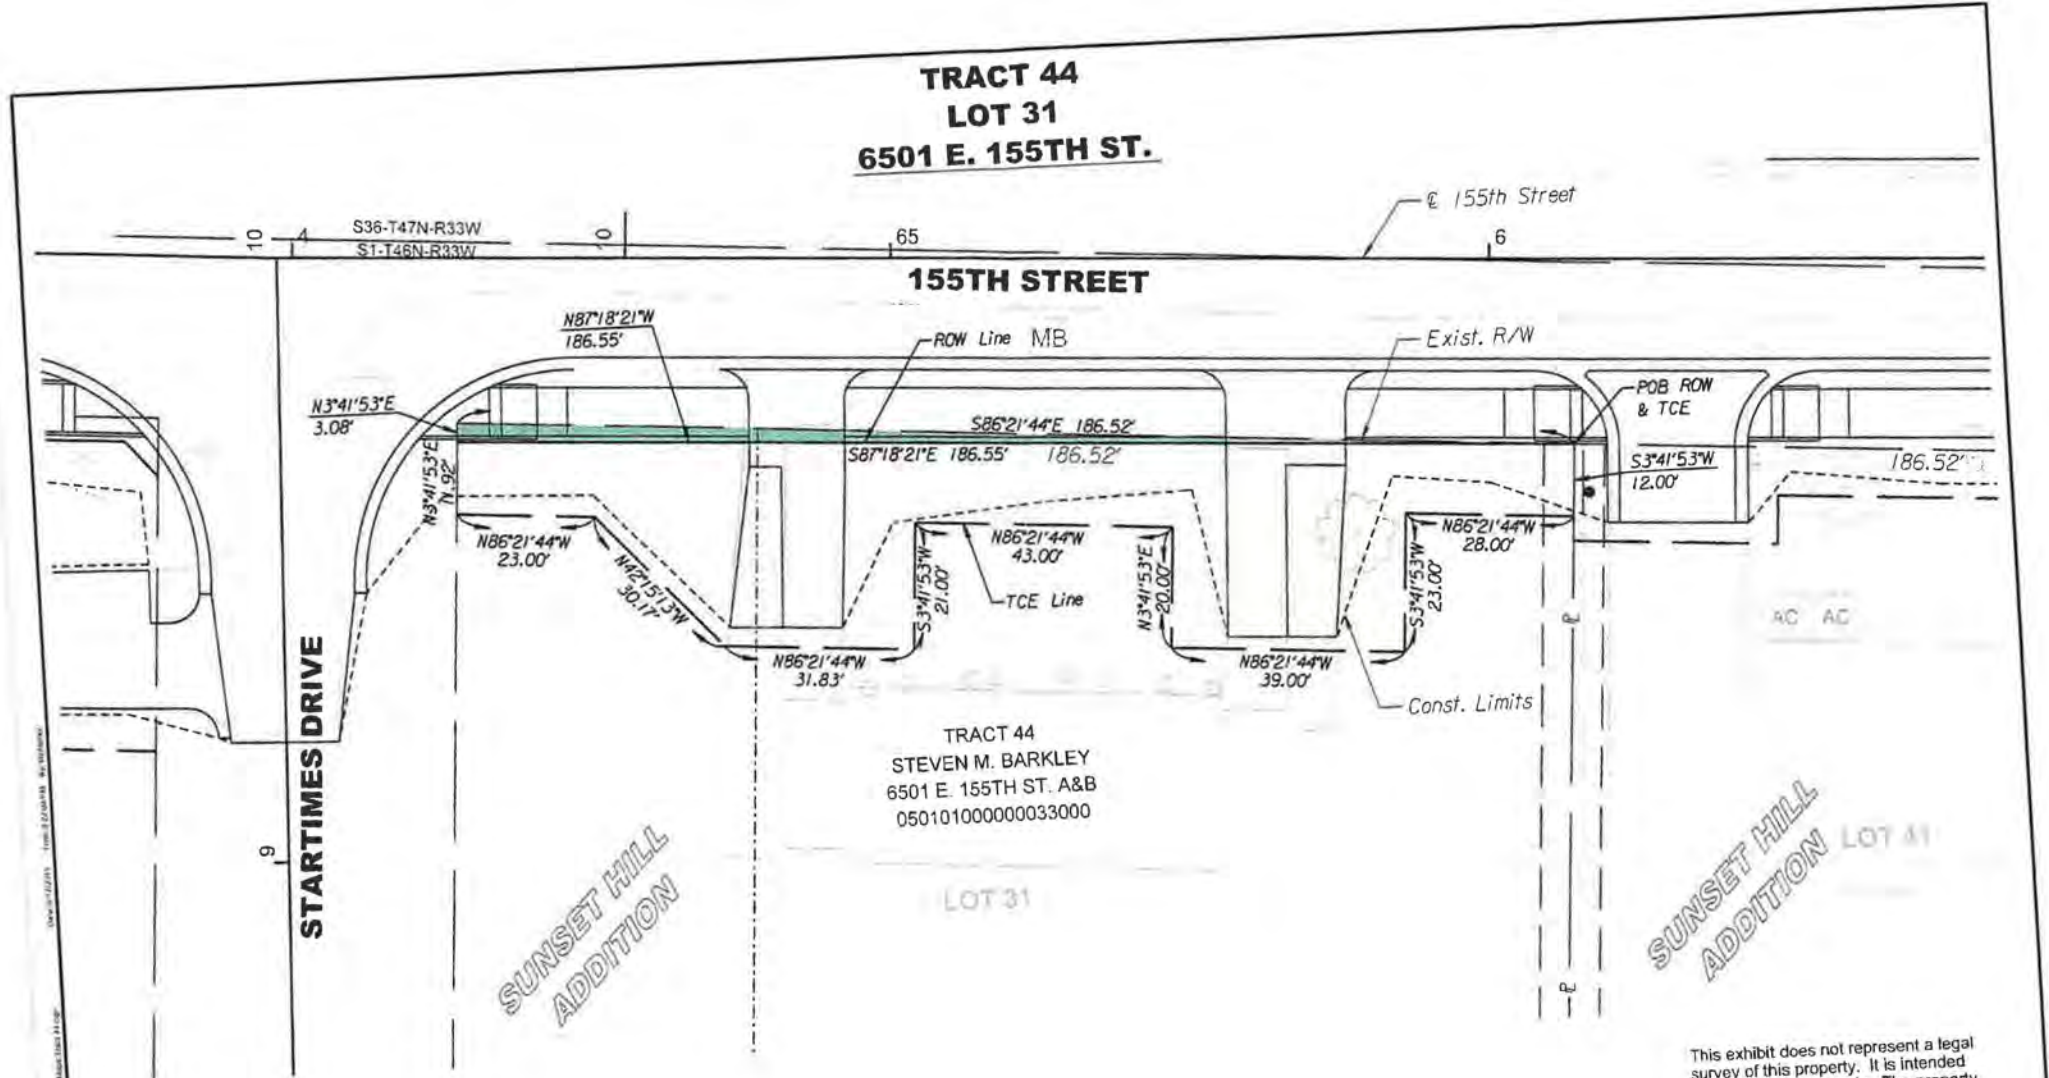 TRACT 44
LOT 31
6501 E. 155TH ST.
℄ 155th Street
10
4
S36-T47N-R33W
S1-T46N-R33W
10
65
6
155TH STREET
N87°18'21"W
186.55'
ROW Line MB
Exist. R/W
POB ROW
& TCE
N3°41'53"E
3.08'
S86°21'44"E 186.52'
S87°18'21"E 186.55' 186.52'
S3°41'53"W
12.00'
186.52'
N3°41'53"E
N86°21'44"W
23.00'
N42°15'13"W
30.17'
S3°41'53"W
21.00'
N86°21'44"W
43.00'
TCE Line
N3°41'53"E
20.00'
S3°41'53"W
23.00'
N86°21'44"W
28.00'
AC AC
N86°21'44"W
31.83'
N86°21'44"W
39.00'
Const. Limits
STARTIMES DRIVE
9
TRACT 44
STEVEN M. BARKLEY
6501 E. 155TH ST. A&B
050101000000033000
LOT 31
SUNSET HILL
ADDITION
SUNSET HILL
ADDITION
LOT 41
This exhibit does not represent a legal
survey of this property. It is intended